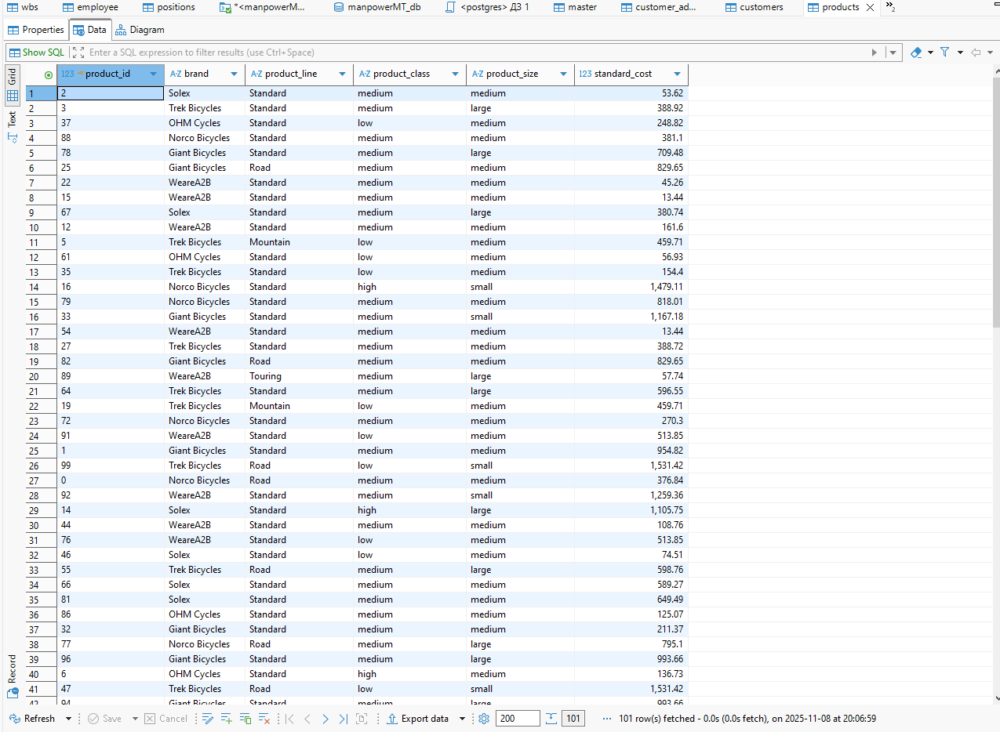 wbs employee positions *<manpowerM... manpowerMT_db <postgres> ДЗ 1 master customer_ad... customers products »2
Properties Data Diagram
Show SQL Enter a SQL expression to filter results (use Ctrl+Space)
Grid
Text
Record
123 product_id A-Z brand A-Z product_line A-Z product_class A-Z product_size 123 standard_cost
1 2 Solex Standard medium medium 53.62
2 3 Trek Bicycles Standard medium large 388.92
3 37 OHM Cycles Standard low medium 248.82
4 88 Norco Bicycles Standard medium medium 381.1
5 78 Giant Bicycles Standard medium large 709.48
6 25 Giant Bicycles Road medium medium 829.65
7 22 WeareA2B Standard medium medium 45.26
8 15 WeareA2B Standard medium medium 13.44
9 67 Solex Standard medium large 380.74
10 12 WeareA2B Standard medium medium 161.6
11 5 Trek Bicycles Mountain low medium 459.71
12 61 OHM Cycles Standard low medium 56.93
13 35 Trek Bicycles Standard low medium 154.4
14 16 Norco Bicycles Standard high small 1,479.11
15 79 Norco Bicycles Standard medium medium 818.01
16 33 Giant Bicycles Standard medium small 1,167.18
17 54 WeareA2B Standard medium medium 13.44
18 27 Trek Bicycles Standard medium medium 388.72
19 82 Giant Bicycles Road medium medium 829.65
20 89 WeareA2B Touring medium large 57.74
21 64 Trek Bicycles Standard medium large 596.55
22 19 Trek Bicycles Mountain low medium 459.71
23 72 Norco Bicycles Standard medium medium 270.3
24 91 WeareA2B Standard low medium 513.85
25 1 Giant Bicycles Standard medium medium 954.82
26 99 Trek Bicycles Road low small 1,531.42
27 0 Norco Bicycles Road medium medium 376.84
28 92 WeareA2B Standard medium small 1,259.36
29 14 Solex Standard high large 1,105.75
30 44 WeareA2B Standard medium medium 108.76
31 76 WeareA2B Standard low medium 513.85
32 46 Solex Standard low medium 74.51
33 55 Trek Bicycles Road medium large 598.76
34 66 Solex Standard medium medium 589.27
35 81 Solex Standard medium medium 649.49
36 86 OHM Cycles Standard medium medium 125.07
37 32 Giant Bicycles Standard medium medium 211.37
38 77 Norco Bicycles Road medium large 795.1
39 96 Giant Bicycles Standard medium large 993.66
40 6 OHM Cycles Standard high medium 136.73
41 47 Trek Bicycles Road low small 1,531.42
42 94 Giant Bicycles Standard medium large 993.66
Refresh Save Cancel Export data 200 101 ... 101 row(s) fetched - 0.0s (0.0s fetch), on 2025-11-08 at 20:06:59